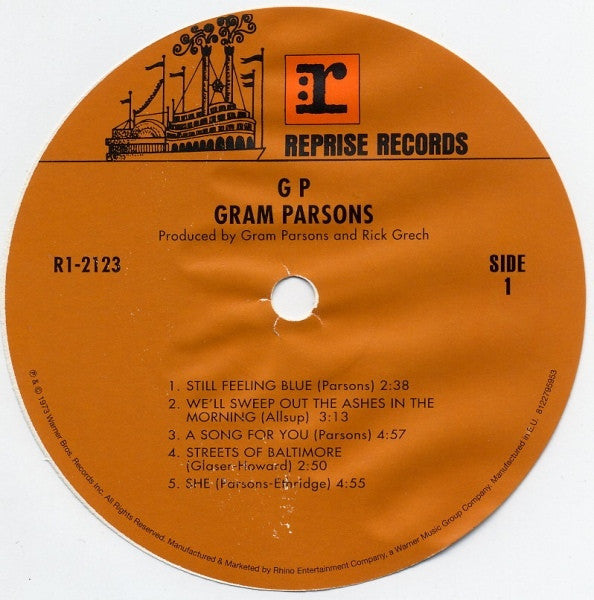 r
REPRISE RECORDS
G P
GRAM PARSONS
Produced by Gram Parsons and Rick Grech
R1-2123
SIDE
1
1. STILL FEELING BLUE (Parsons) 2:38
2. WE'LL SWEEP OUT THE ASHES IN THE
MORNING (Allsup) 3:13
3. A SONG FOR YOU (Parsons) 4:57
4. STREETS OF BALTIMORE
(Glaser-Howard) 2:50
5. SHE (Parsons-Ethridge) 4:55
℗ & © 1973 Warner Bros. Records Inc. All Rights Reserved. Manufactured & Marketed by Rhino Entertainment Company, a Warner Music Group Company. Manufactured in E.U. 8122795953